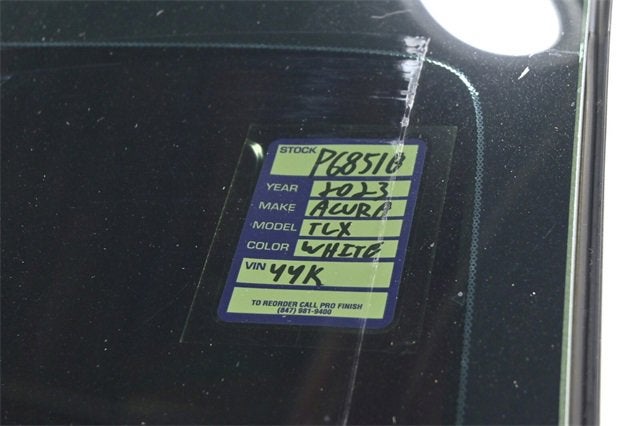 STOCK P6851B
YEAR 2023
MAKE ACURA
MODEL TLX
COLOR WHITE
VIN 44K
TO REORDER CALL PRO FINISH
(847) 981-9400